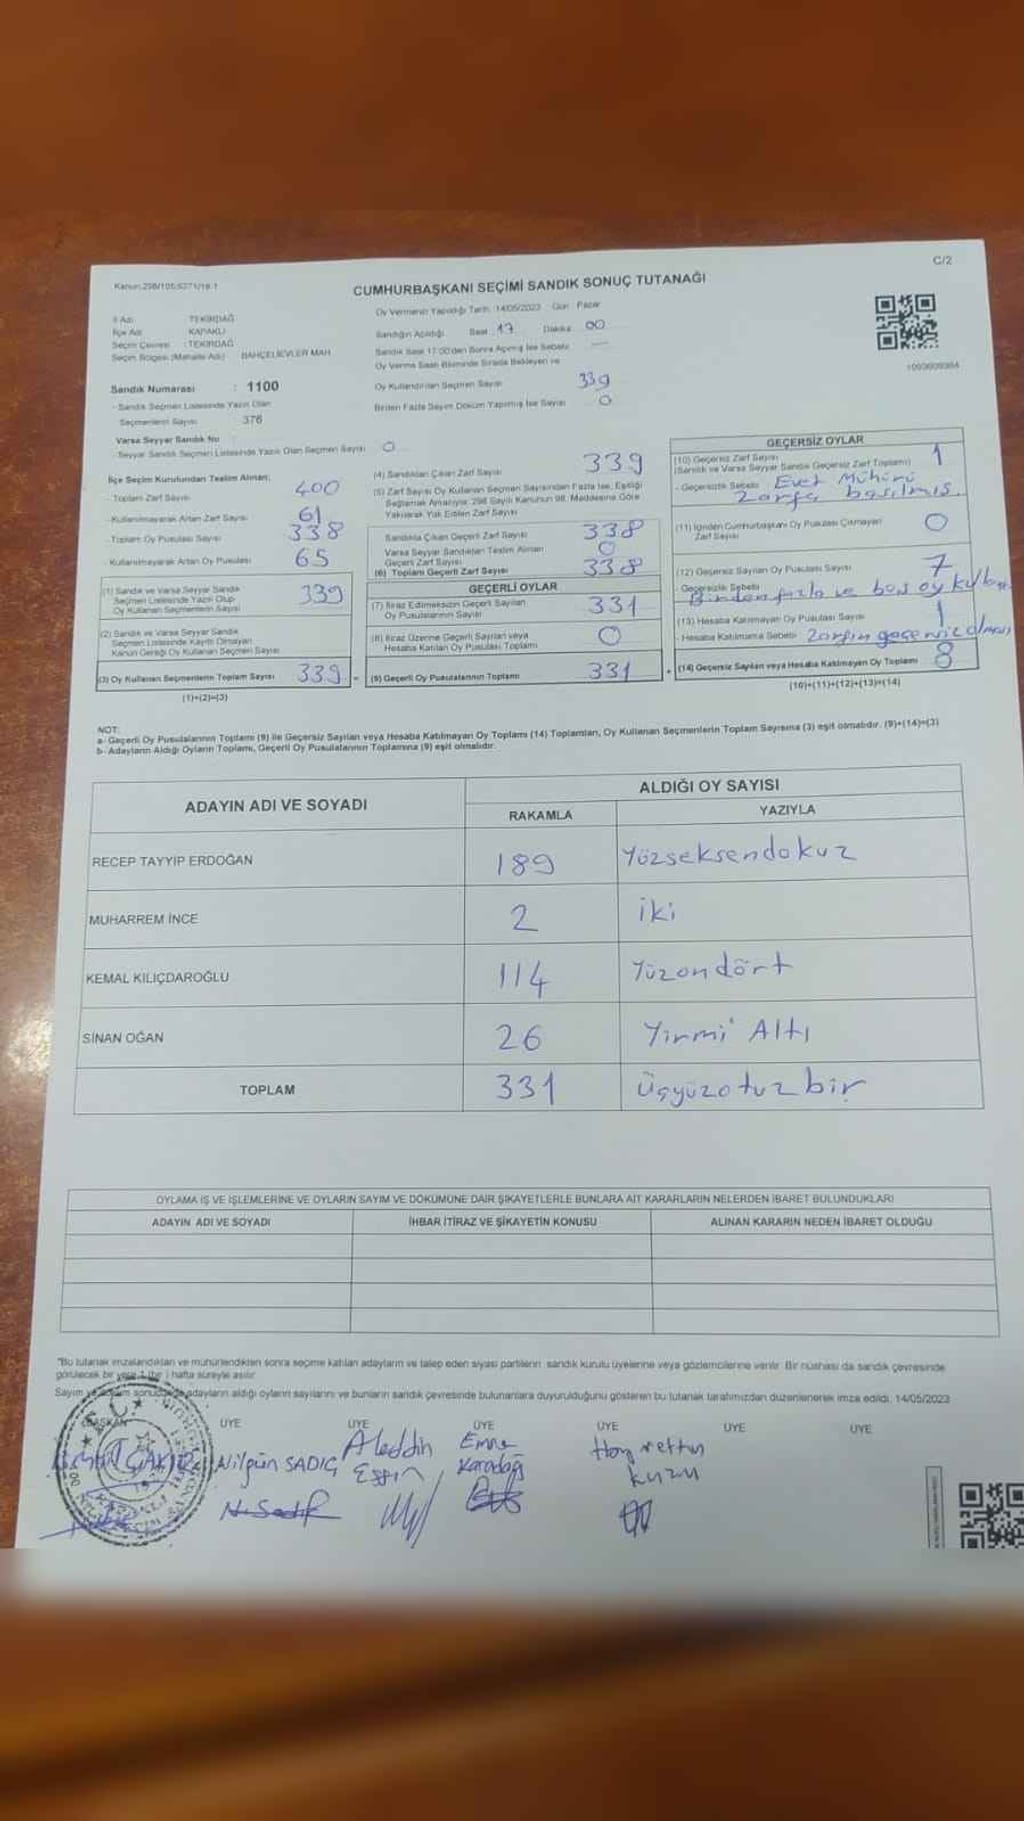 C/2
Kanun:298/105;6271/19.1
CUMHURBAŞKANI SEÇİMİ SANDIK SONUÇ TUTANAĞI
İl Adı : TEKİRDAĞ
İlçe Adı : KAPAKLI
Seçim Çevresi : TEKİRDAĞ
Seçim Bölgesi (Mahalle Adı) : BAHÇELİEVLER MAH.
Sandık Numarası : 1100
- Sandık Seçmen Listesinde Yazılı Olan
Seçmenlerin Sayısı 376
Varsa Seyyar Sandık No
- Seyyar Sandık Seçmen Listesinde Yazılı Olan Seçmen Sayısı 0
Oy Vermenin Yapıldığı Tarih: 14/05/2023 Gün : Pazar
Sandığın Açıldığı Saat : 17 Dakika : 00
Sandık Saat 17:00'den Sonra Açılmış İse Sebebi —
Oy Verme Saati Bitiminde Sırada Bekleyen ve
Oy Kullandırılan Seçmen Sayısı 339
Birden Fazla Sayım Döküm Yapılmış İse Sayısı 0
İlçe Seçim Kurulundan Teslim Alınan;
- Toplam Zarf Sayısı 400
- Kullanılmayarak Artan Zarf Sayısı 61
- Toplam Oy Pusulası Sayısı 338
- Kullanılmayarak Artan Oy Pusulası 65
(1) Sandık ve Varsa Seyyar Sandık
Seçmen Listesinde Yazılı Olup
Oy Kullanan Seçmenlerin Sayısı 339
(2) Sandık ve Varsa Seyyar Sandık
Seçmen Listesinde Kayıtlı Olmayan
Kanun Gereği Oy Kullanan Seçmen Sayısı
(3) Oy Kullanan Seçmenlerin Toplam Sayısı 339
(1)+(2)=(3)
(4) Sandıktan Çıkan Zarf Sayısı 339
(5) Zarf Sayısı Oy Kullanan Seçmen Sayısından Fazla İse, Eşitliği
Sağlamak Amacıyla, 298 Sayılı Kanunun 98. Maddesine Göre
Yakılarak Yok Edilen Zarf Sayısı
Sandıkta Çıkan Geçerli Zarf Sayısı 338
Varsa Seyyar Sandıktan Teslim Alınan
Geçerli Zarf Sayısı 0
(6) Toplam Geçerli Zarf Sayısı 338
GEÇERLİ OYLAR
(7) İtiraz Edilmeksizin Geçerli Sayılan
Oy Pusulalarının Sayısı 331
(8) İtiraz Üzerine Geçerli Sayılan veya
Hesaba Katılan Oy Pusulası Toplamı 0
(9) Geçerli Oy Pusulalarının Toplamı 331
GEÇERSİZ OYLAR
(10) Geçersiz Zarf Sayısı
(Sandık ve Varsa Seyyar Sandık Geçersiz Zarf Toplamı) 1
- Geçersizlik Sebebi Evet Mührü
Zarfa basılmış.
(11) İçinden Cumhurbaşkanı Oy Pusulası Çıkmayan
Zarf Sayısı 0
(12) Geçersiz Sayılan Oy Pusulası Sayısı 7
- Geçersizlik Sebebi
Birden fazla ve boş oy
(13) Hesaba Katılmayan Oy Pusulası Sayısı 1
- Hesaba Katılmama Sebebi Zarfın geçersiz olması
(14) Geçersiz Sayılan veya Hesaba Katılmayan Oy Toplamı 8
(10)+(11)+(12)+(13)=(14)
NOT:
a- Geçerli Oy Pusulalarının Toplamı (9) ile Geçersiz Sayılan veya Hesaba Katılmayan Oy Toplamı (14) Toplamları, Oy Kullanan Seçmenlerin Toplam Sayısına (3) eşit olmalıdır. (9)+(14)=(3)
b- Adayların Aldığı Oyların Toplamı, Geçerli Oy Pusulalarının Toplamına (9) eşit olmalıdır.
ADAYIN ADI VE SOYADI
ALDIĞI OY SAYISI
RAKAMLA YAZIYLA
RECEP TAYYİP ERDOĞAN 189 Yüzseksendokuz
MUHARREM İNCE 2 iki
KEMAL KILIÇDAROĞLU 114 Yüzondört
SİNAN OĞAN 26 Yirmi Altı
TOPLAM 331 Üçyüzotuzbir
OYLAMA İŞ VE İŞLEMLERİNE VE OYLARIN SAYIM VE DÖKÜMÜNE DAİR ŞİKAYETLERLE BUNLARA AİT KARARLARIN NELERDEN İBARET BULUNDUKLARI
ADAYIN ADI VE SOYADI İHBAR İTİRAZ VE ŞİKAYETİN KONUSU ALINAN KARARIN NEDEN İBARET OLDUĞU
"Bu tutanak imzalandıktan ve mühürlendikten sonra seçime katılan adayların ve talep eden siyasi partilerin sandık kurulu üyelerine veya gözlemcilerine verilir. Bir nüshası da sandık çevresinde
görülecek bir yere 1 (bir) hafta süreyle asılır.
Sayım ve döküm sonucunda adayların aldığı oyların sayılarını ve bunların sandık çevresinde bulunanlara duyurulduğunu gösteren bu tutanak tarafımızdan düzenlenerek imza edildi. 14/05/2023
BAŞKAN ÜYE ÜYE ÜYE ÜYE ÜYE ÜYE
Nilgün SADIÇ Aleddin Emre Hayrettin
Karadağ Kuzu